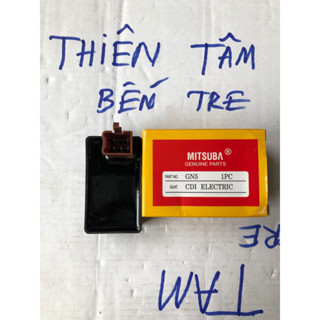 THIÊN TÂM
BẾN TRE
MITSUBA
GENUINE PARTS
PART NO. GN5 1PC
QUAT. CDI ELECTRIC
RE
TAM